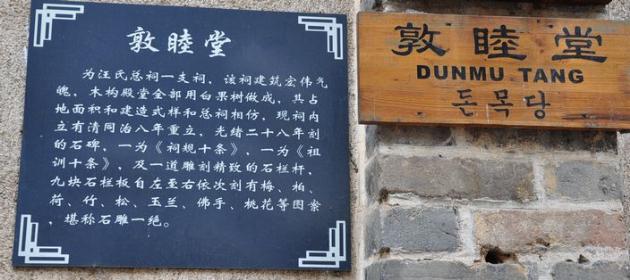 敦睦堂
为汪氏总祠一支祠，该祠建筑宏伟气
魄，木构殿堂全部用白果树做成，其占
地面积和建造式样和总祠相仿，现祠内
立有清同治八年重立，光绪二十八年刻
的石碑，一为《祠规十条》，一为《祖
训十条》，及一道雕刻精致的石栏杆，
九块石栏板自左至右依次刻有梅、柏、
荷、竹、松、玉兰、佛手、桃花等图案
，堪称石雕一绝。
敦睦堂
DUNMU TANG
돈목당